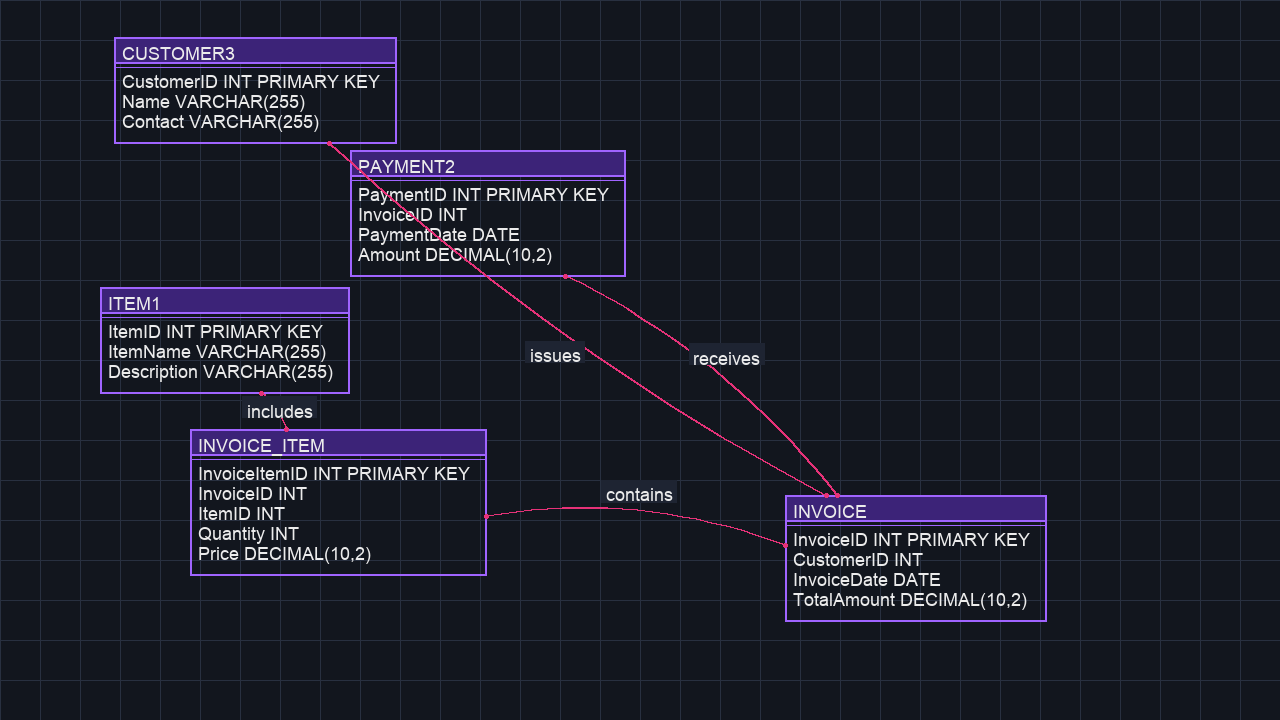 CUSTOMER3
CustomerID INT PRIMARY KEY
Name VARCHAR(255)
Contact VARCHAR(255)
PAYMENT2
PaymentID INT PRIMARY KEY
InvoiceID INT
PaymentDate DATE
Amount DECIMAL(10,2)
ITEM1
ItemID INT PRIMARY KEY
ItemName VARCHAR(255)
Description VARCHAR(255)
issues
receives
includes
INVOICE_ITEM
InvoiceItemID INT PRIMARY KEY
InvoiceID INT
ItemID INT
Quantity INT
Price DECIMAL(10,2)
contains
INVOICE
InvoiceID INT PRIMARY KEY
CustomerID INT
InvoiceDate DATE
TotalAmount DECIMAL(10,2)